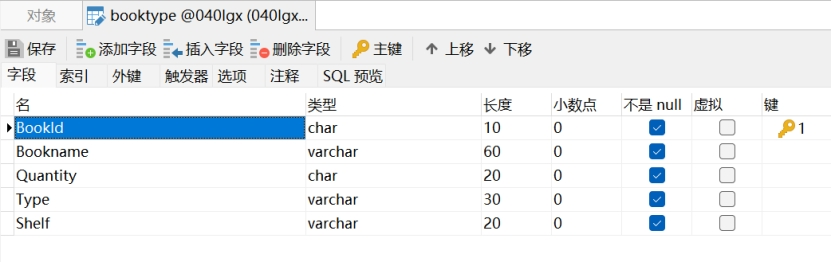 对象 booktype @040lgx (040lgx...
保存 添加字段 插入字段 删除字段 主键 上移 下移
字段 索引 外键 触发器 选项 注释 SQL 预览
名 类型 长度 小数点 不是 null 虚拟 键
BookId char 10 0 1
Bookname varchar 60 0
Quantity char 20 0
Type varchar 30 0
Shelf varchar 20 0